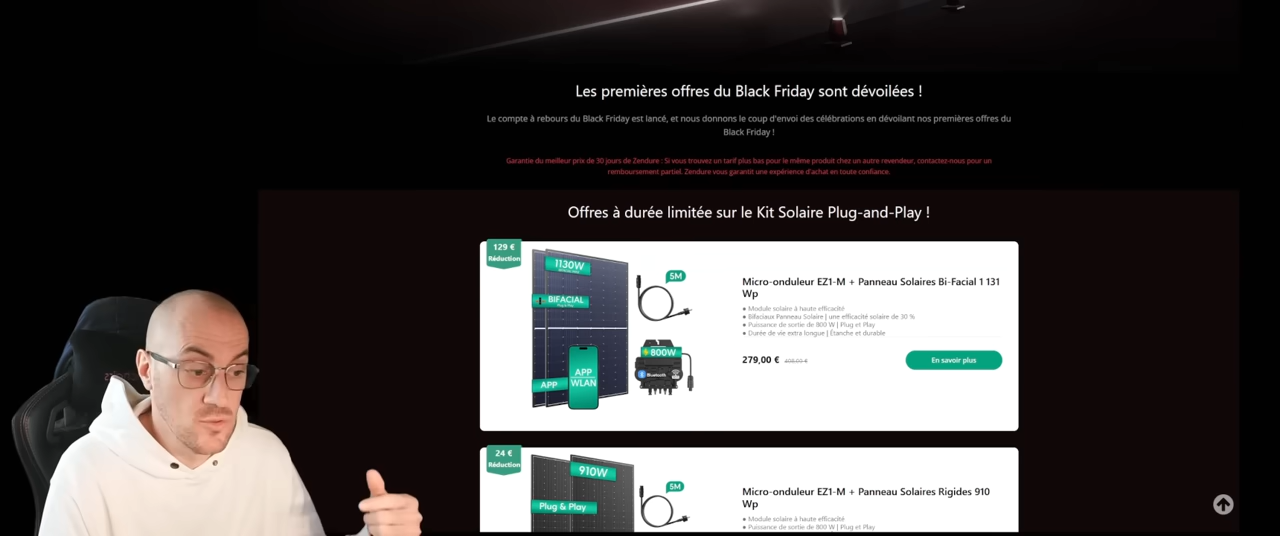 Les premières offres du Black Friday sont dévoilées !
Le compte à rebours du Black Friday est lancé, et nous donnons le coup d'envoi des célébrations en dévoilant nos premières offres du
Black Friday !
Garantie du meilleur prix de 30 jours de Zendure : Si vous trouvez un tarif plus bas pour le même produit chez un autre revendeur, contactez-nous pour un
remboursement partiel. Zendure vous garantit une expérience d'achat en toute confiance.
Offres à durée limitée sur le Kit Solaire Plug-and-Play !
129 €
Réduction
1130W
5M
BIFACIAL
Plug & Play
800W
APP
WLAN
APP
Bluetooth
Micro-onduleur EZ1-M + Panneau Solaires Bi-Facial 1 131
Wp
● Module solaire à haute efficacité
● Bifaciaux Panneau Solaire | une efficacité solaire de 30 %
● Puissance de sortie de 800 W | Plug et Play
● Durée de vie extra longue | Étanche et durable
279,00 € 408,00 €
En savoir plus
24 €
Réduction
910W
5M
Plug & Play
Micro-onduleur EZ1-M + Panneau Solaires Rigides 910
Wp
● Module solaire à haute efficacité
● Puissance de sortie de 800 W | Plug et Play